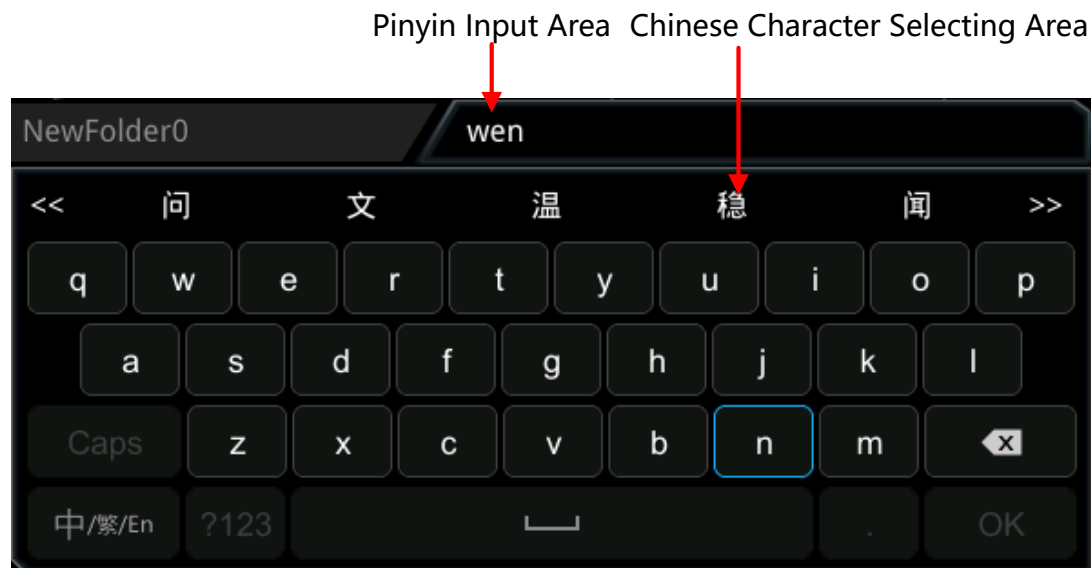 Pinyin Input Area Chinese Character Selecting Area
NewFolder0 wen
<< 问 文 温 稳 闻 >>
q w e r t y u i o p
a s d f g h j k l
Caps z x c v b n m x
中/繁/En ?123 . OK